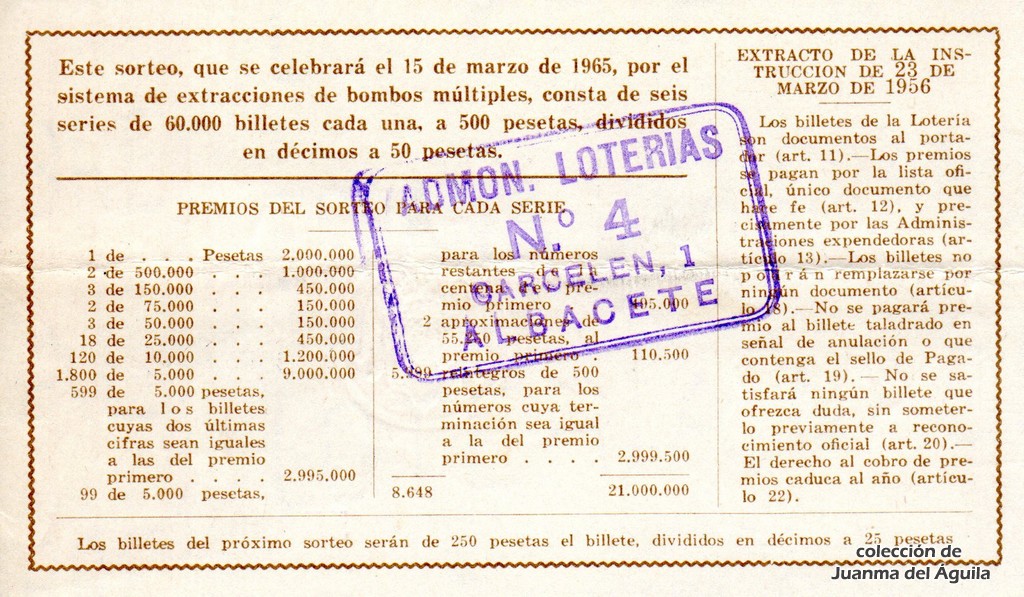 Este sorteo, que se celebrará el 15 de marzo de 1965, por el
sistema de extracciones de bombos múltiples, consta de seis
series de 60.000 billetes cada una, a 500 pesetas, divididos
en décimos a 50 pesetas.
PREMIOS DEL SORTEO PARA CADA SERIE
1 de . . . Pesetas 2.000.000
2 de 500.000 . . . 1.000.000
3 de 150.000 . . . 450.000
2 de 75.000 . . . 150.000
3 de 50.000 . . . 150.000
18 de 25.000 . . . 450.000
120 de 10.000 . . . 1.200.000
1.800 de 5.000 . . . 9.000.000
599 de 5.000 pesetas,
para los billetes
cuyas dos últimas
cifras sean iguales
a las del premio
primero . . . . 2.995.000
99 de 5.000 pesetas,
para los números
restantes de la
centena del pre-
mio primero 495.000
2 aproximaciones de
55.250 pesetas, al
premio primero . 110.500
5.999 reintegros de 500
pesetas, para los
números cuya ter-
minación sea igual
a la del premio
primero . . . . 2.999.500
8.648 21.000.000
EXTRACTO DE LA INS-
TRUCCION DE 23 DE
MARZO DE 1956
Los billetes de la Lotería
son documentos al porta-
dor (art. 11).—Los premios
se pagan por la lista ofi-
cial, único documento que
hace fe (art. 12), y pre-
cisamente por las Adminis-
traciones expendedoras (ar-
tículo 13).—Los billetes no
podrán remplazarse por
ningún documento (artícu-
lo 18).—No se pagará pre-
mio al billete taladrado en
señal de anulación o que
contenga el sello de Paga-
do (art. 19).—No se sa-
tisfará ningún billete que
ofrezca duda, sin someter-
lo previamente a recono-
cimiento oficial (art. 20).—
El derecho al cobro de pre-
mios caduca al año (artícu-
lo 22).
ADMON. LOTERIAS
N.º 4
CARCELEN, 1
ALBACETE
Los billetes del próximo sorteo serán de 250 pesetas el billete, divididos en décimos a 25 pesetas
colección de
Juanma del Águila